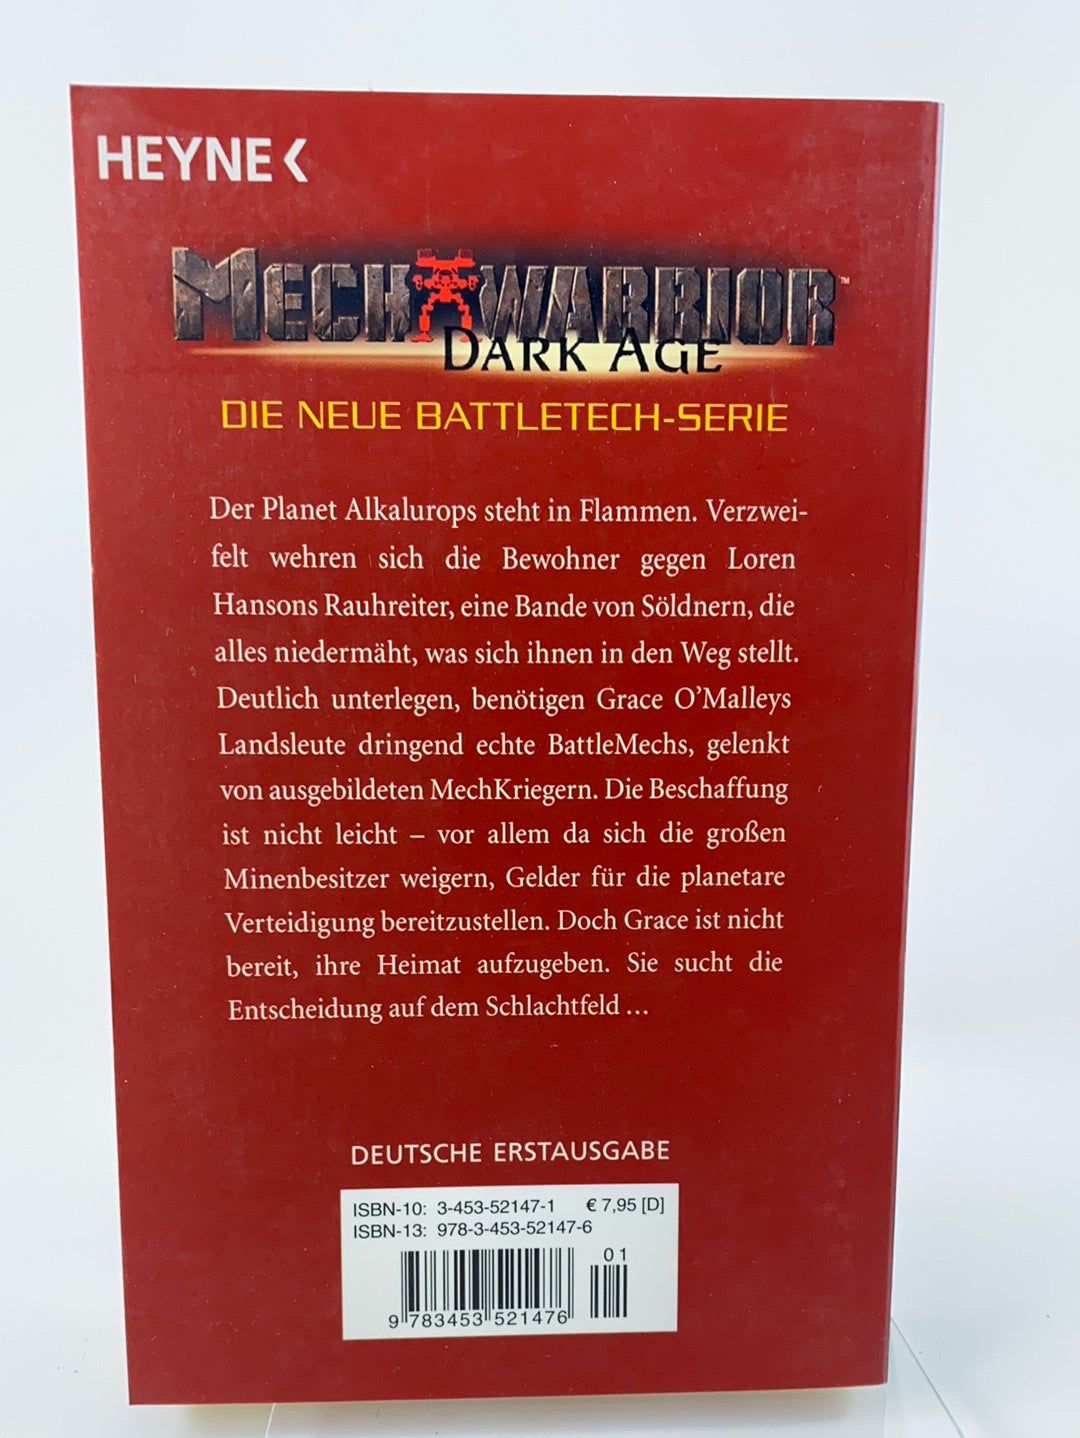 HEYNE
MECHWARRIOR™
DARK AGE
DIE NEUE BATTLETECH-SERIE
Der Planet Alkalurops steht in Flammen. Verzwei-
felt wehren sich die Bewohner gegen Loren
Hansons Rauhreiter, eine Bande von Söldnern, die
alles niedermäht, was sich ihnen in den Weg stellt.
Deutlich unterlegen, benötigen Grace O’Malleys
Landsleute dringend echte BattleMechs, gelenkt
von ausgebildeten MechKriegern. Die Beschaffung
ist nicht leicht – vor allem da sich die großen
Minenbesitzer weigern, Gelder für die planetare
Verteidigung bereitzustellen. Doch Grace ist nicht
bereit, ihre Heimat aufzugeben. Sie sucht die
Entscheidung auf dem Schlachtfeld ...
DEUTSCHE ERSTAUSGABE
ISBN-10: 3-453-52147-1 € 7,95 [D]
ISBN-13: 978-3-453-52147-6
01
9 783453 521476